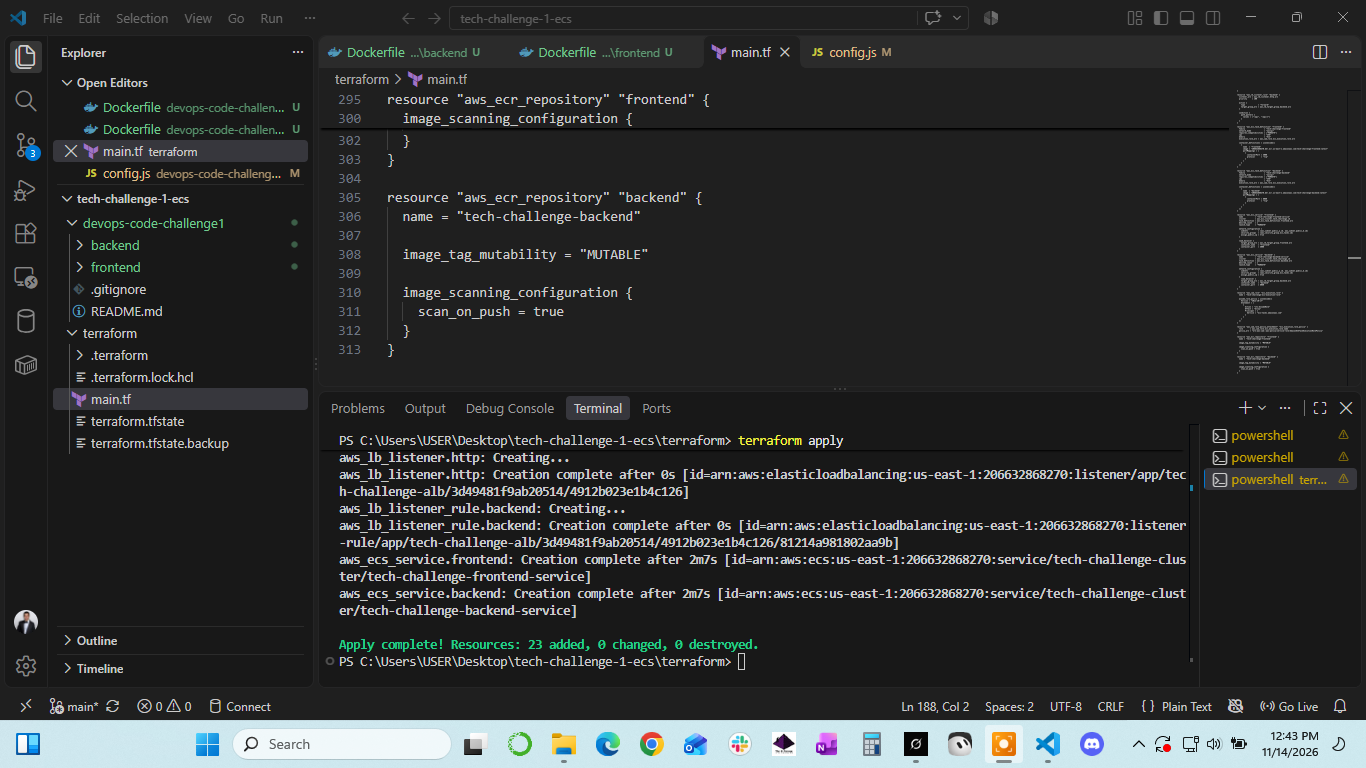 File Edit Selection View Go Run ···
tech-challenge-1-ecs
Explorer
Open Editors
Dockerfile devops-code-challen... U
Dockerfile devops-code-challen... U
main.tf terraform
JS config.js devops-code-challeng... M
tech-challenge-1-ecs
devops-code-challenge1
backend
frontend
.gitignore
README.md
terraform
.terraform
.terraform.lock.hcl
main.tf
terraform.tfstate
terraform.tfstate.backup
Outline
Timeline
3
Dockerfile ...\backend U
Dockerfile ...\frontend U
main.tf
JS config.js M
terraform > main.tf
295 resource "aws_ecr_repository" "frontend" {
300 image_scanning_configuration {
302 }
303 }
304
305 resource "aws_ecr_repository" "backend" {
306 name = "tech-challenge-backend"
307
308 image_tag_mutability = "MUTABLE"
309
310 image_scanning_configuration {
311 scan_on_push = true
312 }
313 }
Problems Output Debug Console Terminal Ports
PS C:\Users\USER\Desktop\tech-challenge-1-ecs\terraform> terraform apply
aws_lb_listener.http: Creating...
aws_lb_listener.http: Creation complete after 0s [id=arn:aws:elasticloadbalancing:us-east-1:206632868270:listener/app/tec
h-challenge-alb/3d49481f9ab20514/4912b023e1b4c126]
aws_lb_listener_rule.backend: Creating...
aws_lb_listener_rule.backend: Creation complete after 0s [id=arn:aws:elasticloadbalancing:us-east-1:206632868270:listener
-rule/app/tech-challenge-alb/3d49481f9ab20514/4912b023e1b4c126/81214a981802aa9b]
aws_ecs_service.frontend: Creation complete after 2m7s [id=arn:aws:ecs:us-east-1:206632868270:service/tech-challenge-clus
ter/tech-challenge-frontend-service]
aws_ecs_service.backend: Creation complete after 2m7s [id=arn:aws:ecs:us-east-1:206632868270:service/tech-challenge-clust
er/tech-challenge-backend-service]
Apply complete! Resources: 23 added, 0 changed, 0 destroyed.
PS C:\Users\USER\Desktop\tech-challenge-1-ecs\terraform>
powershell
powershell
powershell terr...
main* 0 0 Connect
Ln 188, Col 2 Spaces: 2 UTF-8 CRLF { } Plain Text Go Live
Search
12:43 PM
11/14/2026